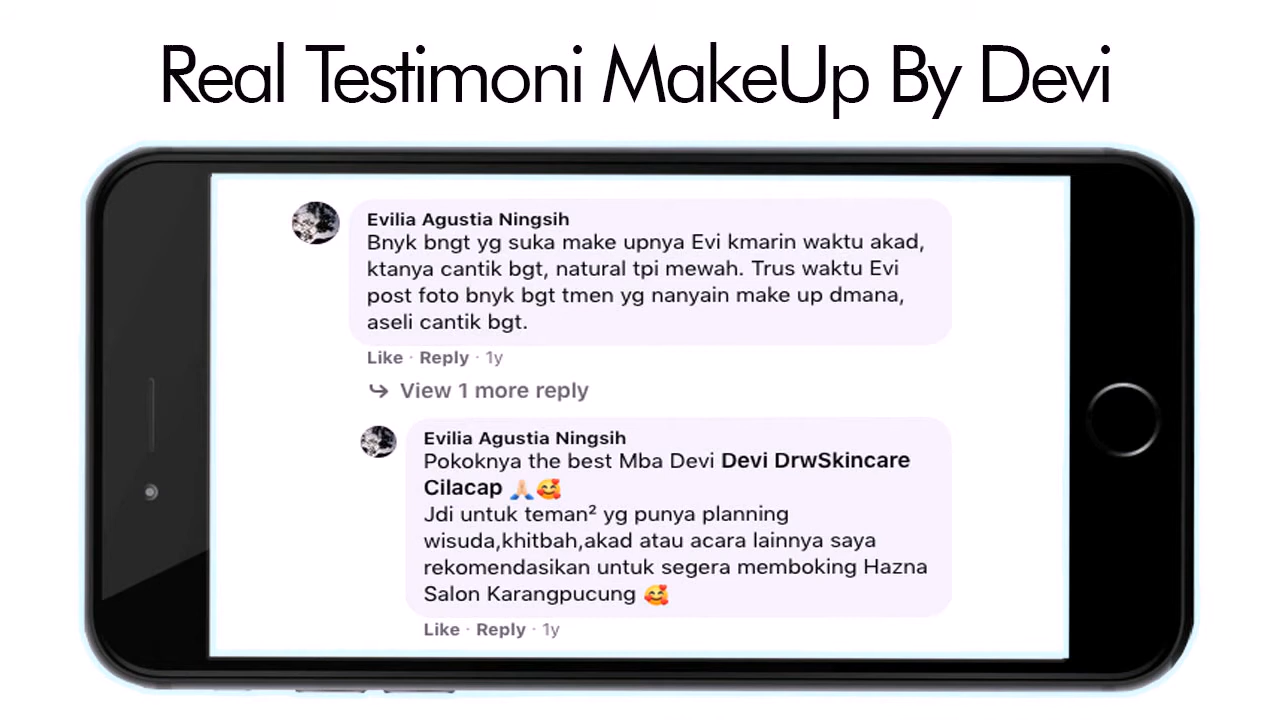 Real Testimoni MakeUp By Devi
Evilia Agustia Ningsih
Bnyk bngt yg suka make upnya Evi kmarin waktu akad,
ktanya cantik bgt, natural tpi mewah. Trus waktu Evi
post foto bnyk bgt tmen yg nanyain make up dmana,
aseli cantik bgt.
Like · Reply · 1y
View 1 more reply
Evilia Agustia Ningsih
Pokoknya the best Mba Devi Devi DrwSkincare
Cilacap 🙏🏻🥰
Jdi untuk teman² yg punya planning
wisuda,khitbah,akad atau acara lainnya saya
rekomendasikan untuk segera memboking Hazna
Salon Karangpucung 🥰
Like · Reply · 1y